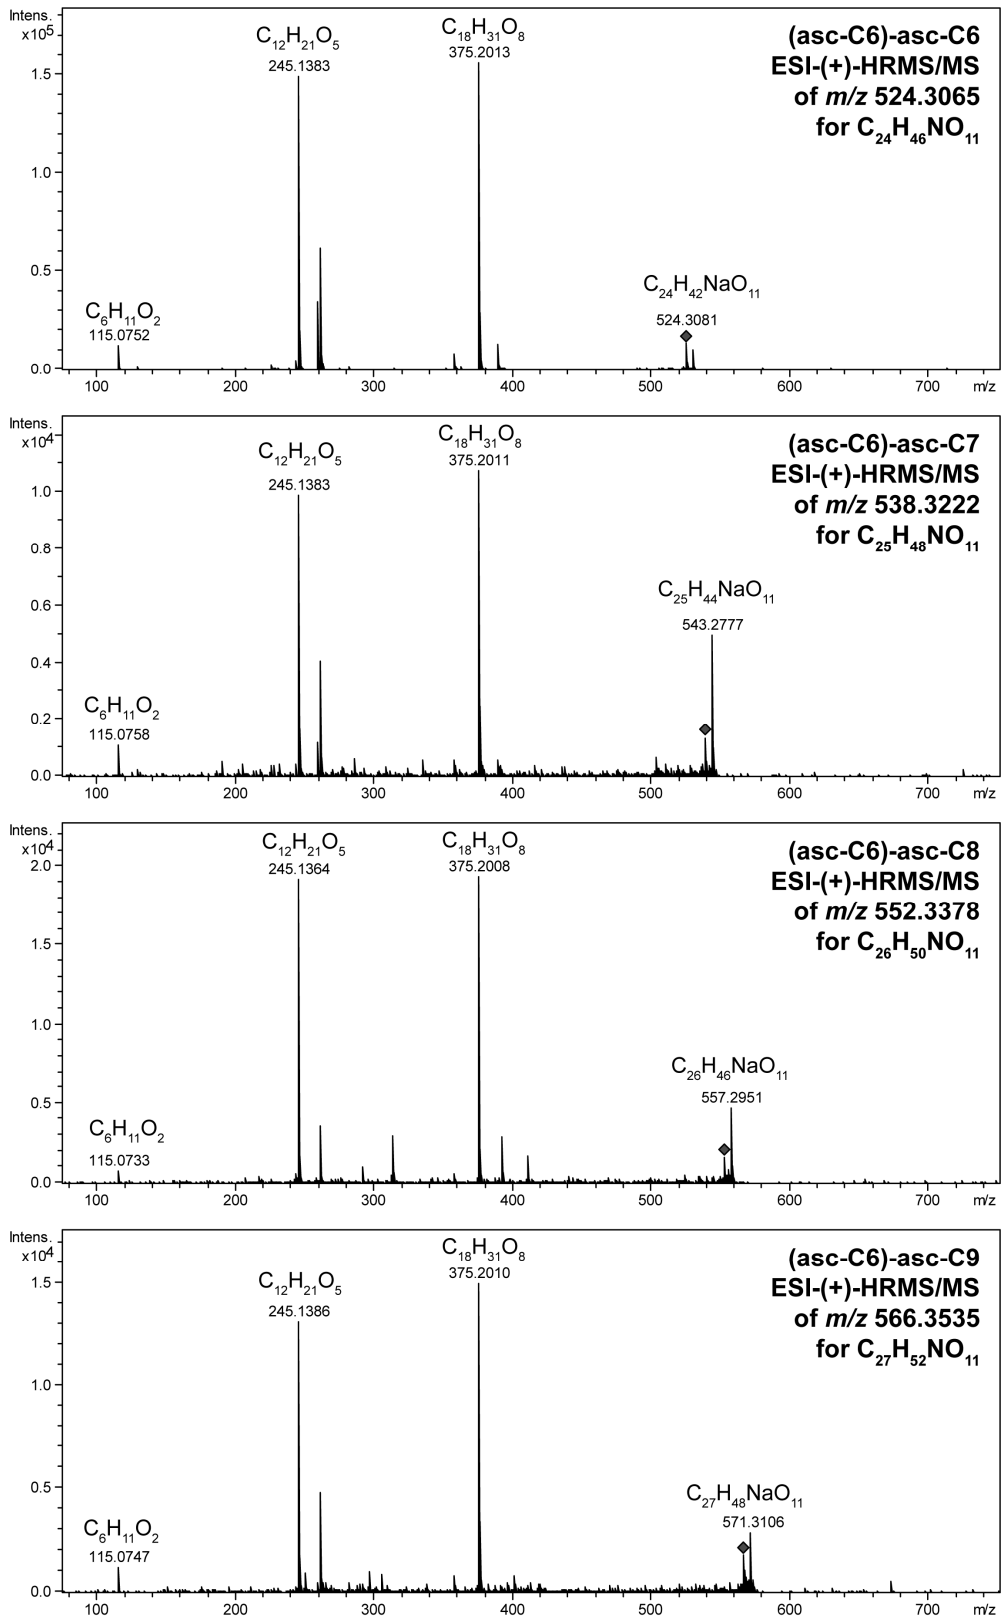 Intens.
x10⁵
C₁₂H₂₁O₅
245.1383
C₁₈H₃₁O₈
375.2013
(asc-C6)-asc-C6
ESI-(+)-HRMS/MS
of m/z 524.3065
for C₂₄H₄₆NO₁₁
1.5
1.0
0.5
0.0
C₆H₁₁O₂
115.0752
C₂₄H₄₂NaO₁₁
524.3081
100 200 300 400 500 600 700 m/z
Intens.
x10⁴
C₁₂H₂₁O₅
245.1383
C₁₈H₃₁O₈
375.2011
(asc-C6)-asc-C7
ESI-(+)-HRMS/MS
of m/z 538.3222
for C₂₅H₄₈NO₁₁
1.0
0.8
0.6
0.4
0.2
0.0
C₆H₁₁O₂
115.0758
C₂₅H₄₄NaO₁₁
543.2777
100 200 300 400 500 600 700 m/z
Intens.
x10⁴
C₁₂H₂₁O₅
245.1364
C₁₈H₃₁O₈
375.2008
(asc-C6)-asc-C8
ESI-(+)-HRMS/MS
of m/z 552.3378
for C₂₆H₅₀NO₁₁
2.0
1.5
1.0
0.5
0.0
C₆H₁₁O₂
115.0733
C₂₆H₄₆NaO₁₁
557.2951
100 200 300 400 500 600 700 m/z
Intens.
x10⁴
C₁₂H₂₁O₅
245.1386
C₁₈H₃₁O₈
375.2010
(asc-C6)-asc-C9
ESI-(+)-HRMS/MS
of m/z 566.3535
for C₂₇H₅₂NO₁₁
1.5
1.0
0.5
0.0
C₆H₁₁O₂
115.0747
C₂₇H₄₈NaO₁₁
571.3106
100 200 300 400 500 600 700 m/z